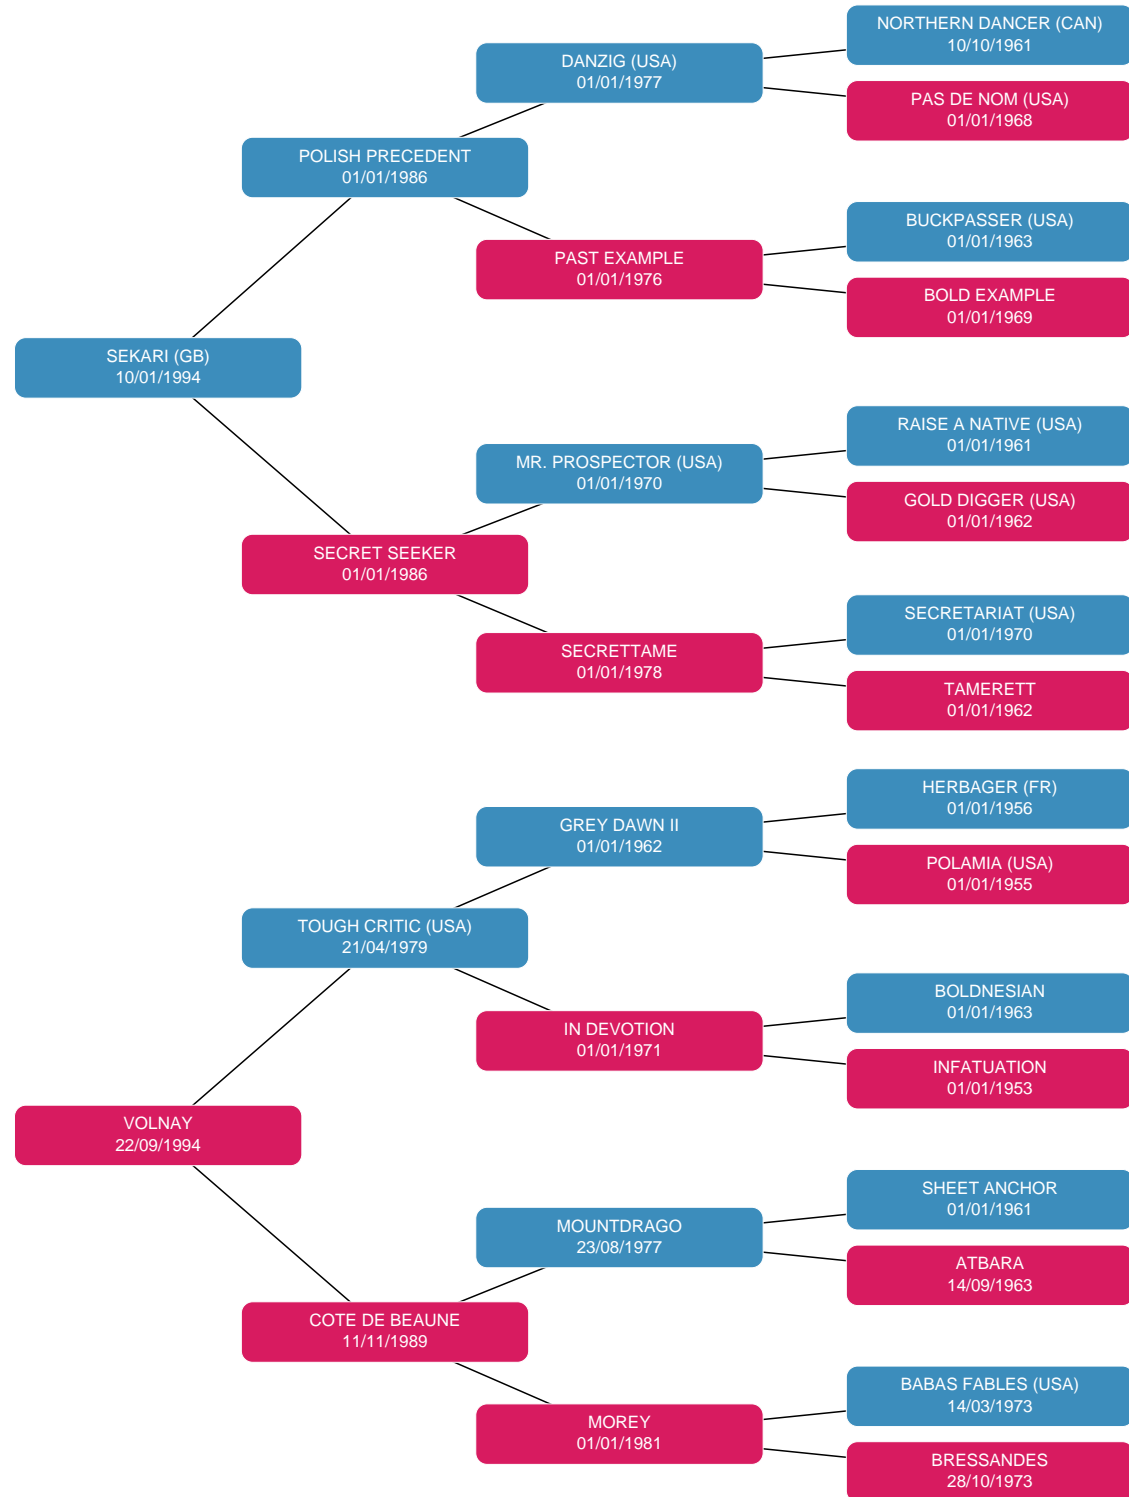 NORTHERN DANCER (CAN)
10/10/1961
DANZIG (USA)
01/01/1977
PAS DE NOM (USA)
01/01/1968
POLISH PRECEDENT
01/01/1986
BUCKPASSER (USA)
01/01/1963
PAST EXAMPLE
01/01/1976
BOLD EXAMPLE
01/01/1969
SEKARI (GB)
10/01/1994
RAISE A NATIVE (USA)
01/01/1961
MR. PROSPECTOR (USA)
01/01/1970
GOLD DIGGER (USA)
01/01/1962
SECRET SEEKER
01/01/1986
SECRETARIAT (USA)
01/01/1970
SECRETTAME
01/01/1978
TAMERETT
01/01/1962
HERBAGER (FR)
01/01/1956
GREY DAWN II
01/01/1962
POLAMIA (USA)
01/01/1955
TOUGH CRITIC (USA)
21/04/1979
BOLDNESIAN
01/01/1963
IN DEVOTION
01/01/1971
INFATUATION
01/01/1953
VOLNAY
22/09/1994
SHEET ANCHOR
01/01/1961
MOUNTDRAGO
23/08/1977
ATBARA
14/09/1963
COTE DE BEAUNE
11/11/1989
BABAS FABLES (USA)
14/03/1973
MOREY
01/01/1981
BRESSANDES
28/10/1973